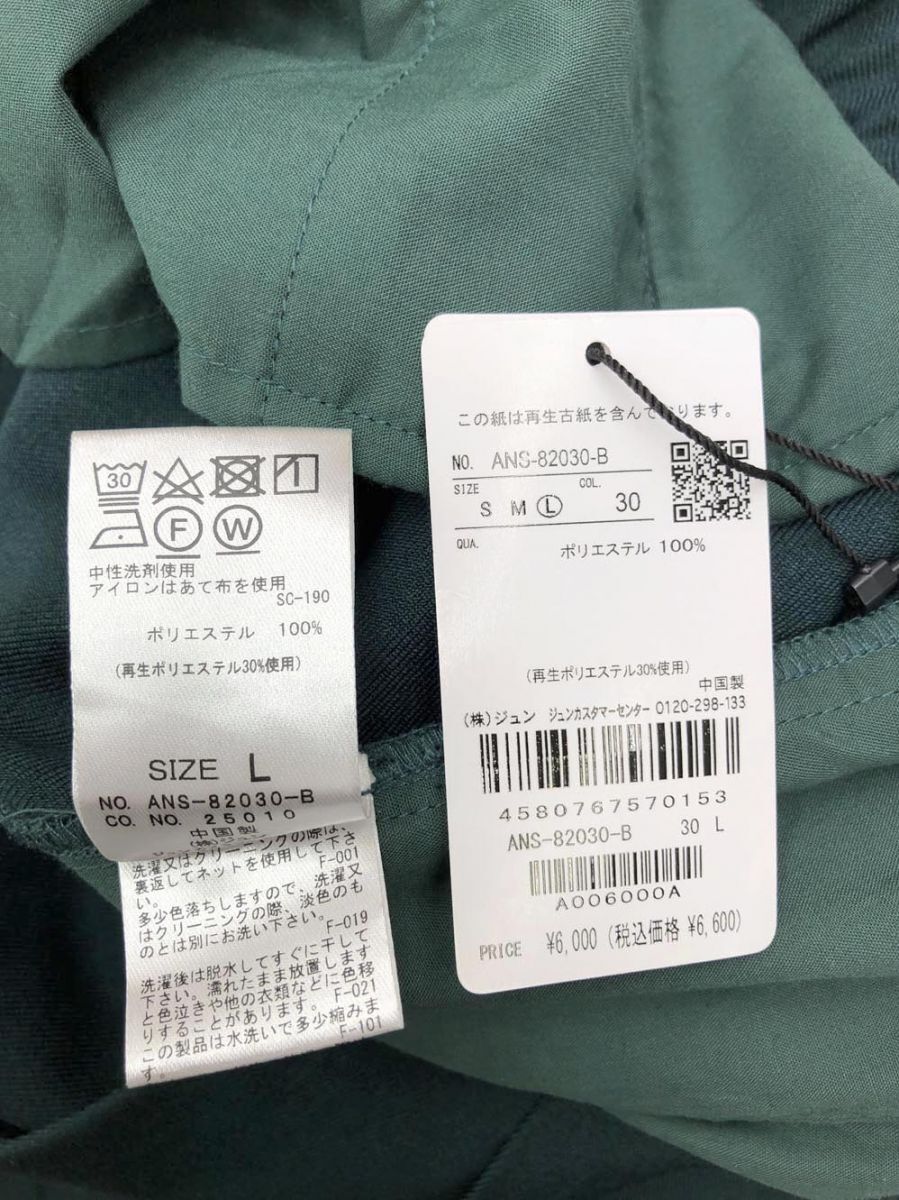 30
F
W
中性洗剤使用
アイロンはあて布を使用
SC-190
ポリエステル 100%
(再生ポリエステル30%使用)
SIZE L
NO. ANS-82030-B
CO. NO. 25010
中国製
洗濯又はクリーニングの際は、
裏返してネットを使用して下さ
い。 F-001
多少色落ちしますので、洗濯又
はクリーニングの際、淡色のも
のとは別にお洗い下さい。
F-019
洗濯後は脱水してすぐに干して
下さい。濡れたまま放置します
と色泣きや他の衣類などに色移
りすることがあります。 F-021
この製品は水洗いで多少縮みま
す。 F-101
この紙は再生古紙を含んでおります。
NO. ANS-82030-B
SIZE COL.
S M L 30
QUA.
ポリエステル 100%
(再生ポリエステル30%使用)
中国製
(株)ジュン ジュンカスタマーセンター 0120-298-133
4580767570153
ANS-82030-B 30 L
A006000A
PRICE ¥6,000 (税込価格 ¥6,600)